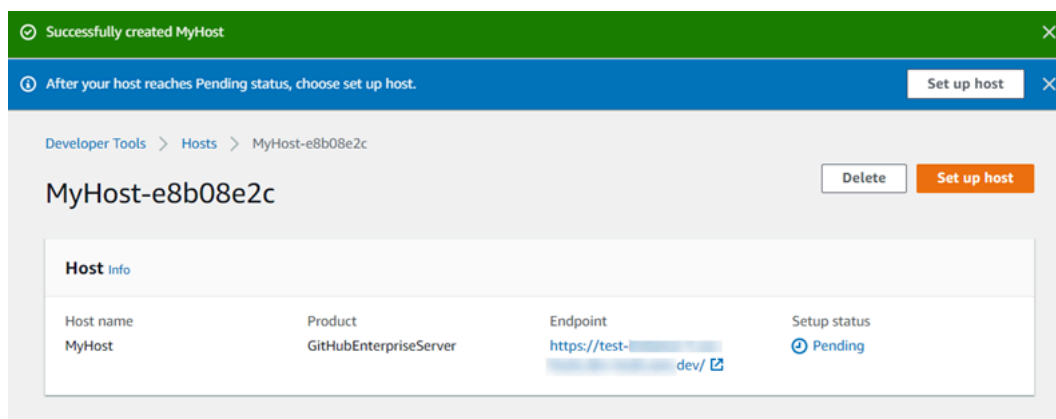 Successfully created MyHost
After your host reaches Pending status, choose set up host.
Set up host
Developer Tools > Hosts > MyHost-e8b08e2c
MyHost-e8b08e2c
Delete
Set up host
Host Info
Host name
Product
Endpoint
Setup status
MyHost
GitHubEnterpriseServer
https://test-
dev/
Pending